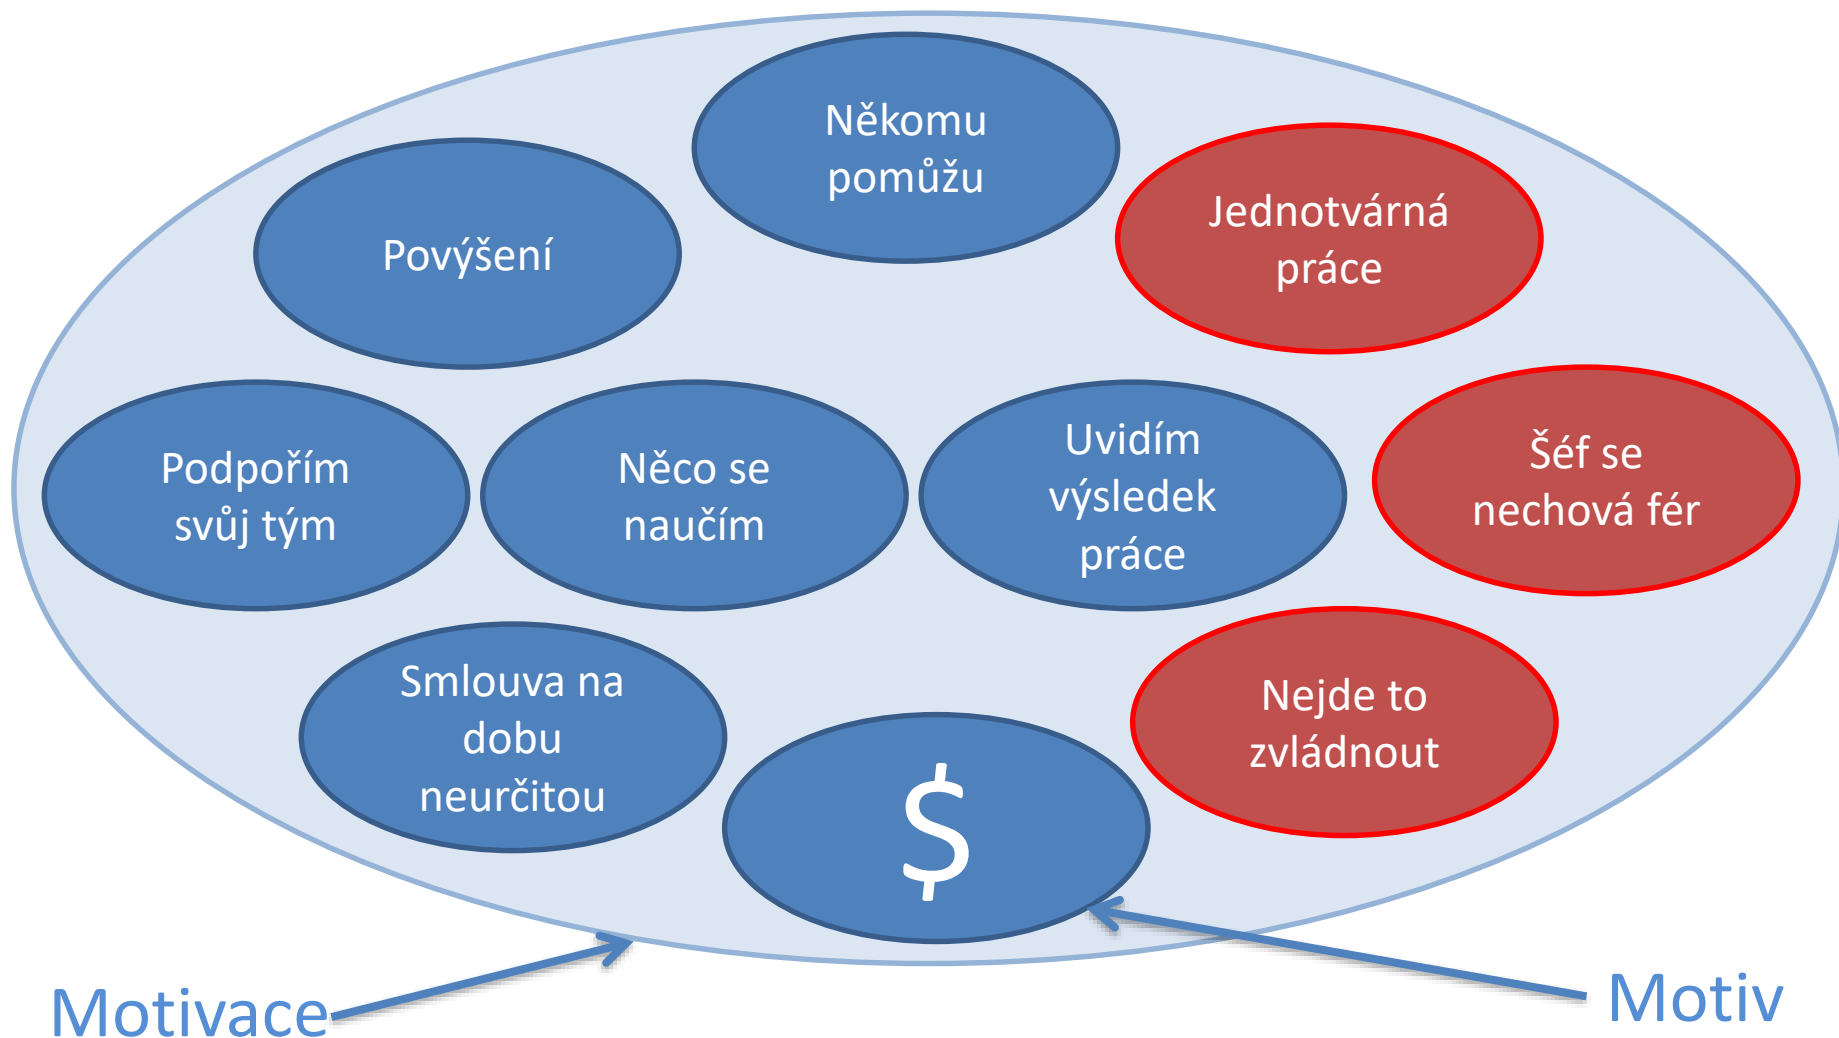 Někomu
pomůžu
Povýšení
Jednotvárná
práce
Podpořím
svůj tým
Něco se
naučím
Uvidím
výsledek
práce
Šéf se
nechová fér
Smlouva na
dobu
neurčitou
$
Nejde to
zvládnout
Motivace
Motiv